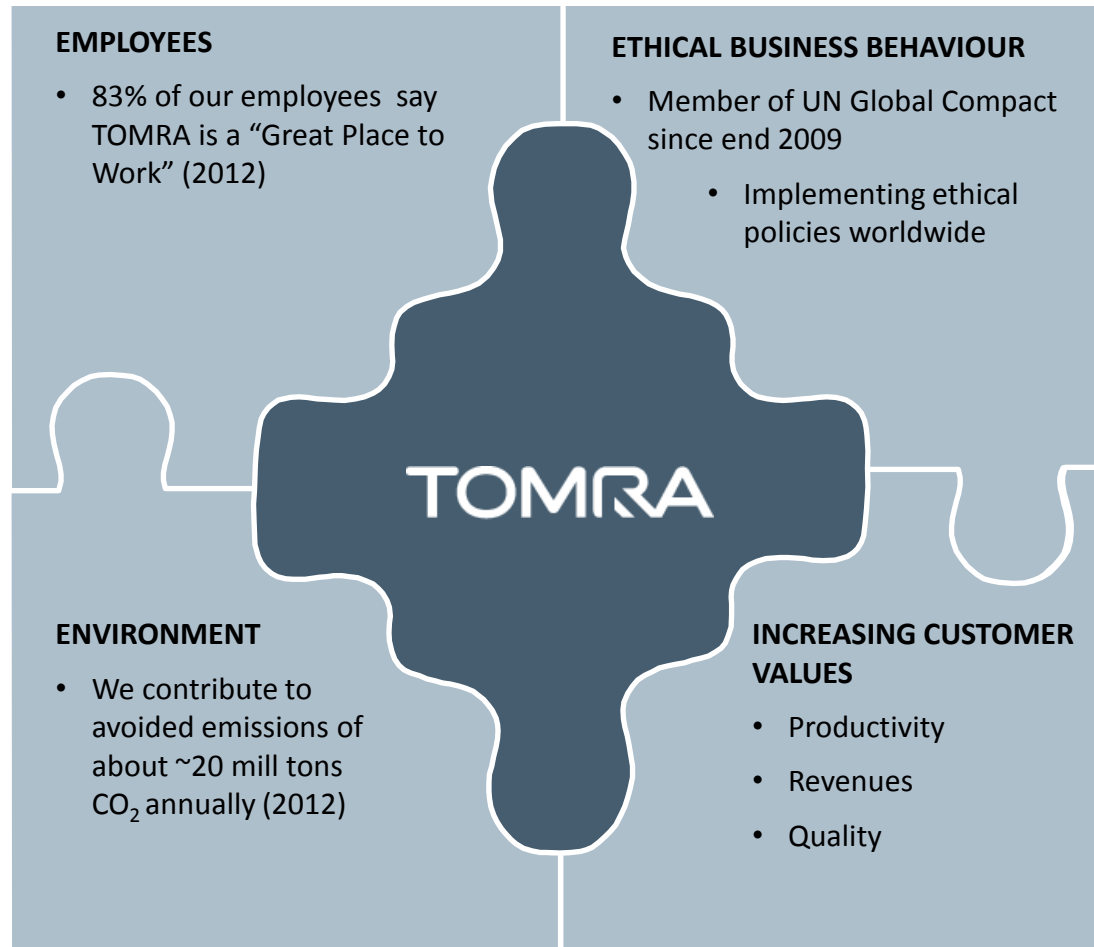 EMPLOYEES
• 83% of our employees say
TOMRA is a “Great Place to
Work” (2012)
ETHICAL BUSINESS BEHAVIOUR
• Member of UN Global Compact
since end 2009
• Implementing ethical
policies worldwide
TOMRA
ENVIRONMENT
• We contribute to
avoided emissions of
about ~20 mill tons
CO₂ annually (2012)
INCREASING CUSTOMER
VALUES
• Productivity
• Revenues
• Quality